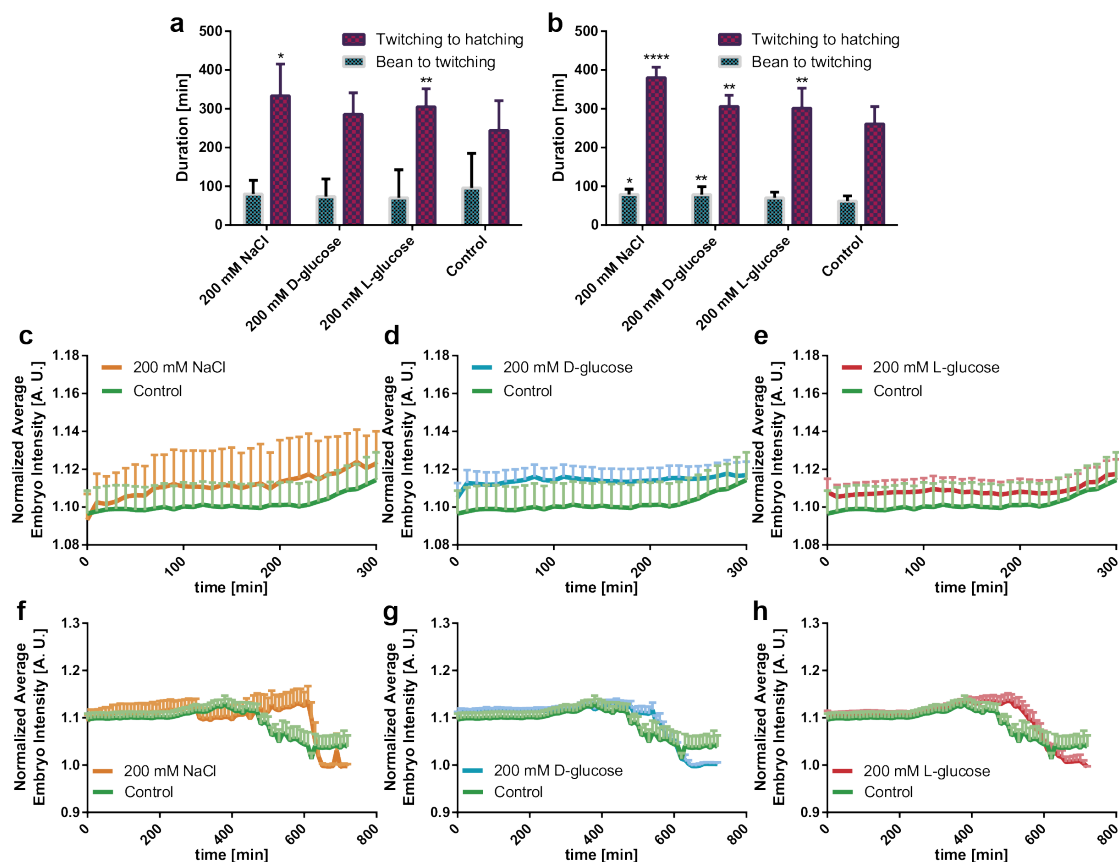 a
500
400
300
200
100
0
Duration [min]
Twitching to hatching
Bean to twitching
*
**
200 mM NaCl
200 mM D-glucose
200 mM L-glucose
Control
b
500
400
300
200
100
0
Duration [min]
Twitching to hatching
Bean to twitching
****
**
**
*
**
200 mM NaCl
200 mM D-glucose
200 mM L-glucose
Control
c
1.18
1.16
1.14
1.12
1.10
1.08
Normalized Average
Embryo Intensity [A. U.]
200 mM NaCl
Control
0 100 200 300
time [min]
d
1.18
1.16
1.14
1.12
1.10
1.08
Normalized Average
Embryo Intensity [A. U.]
200 mM D-glucose
Control
0 100 200 300
time [min]
e
1.18
1.16
1.14
1.12
1.10
1.08
Normalized Average
Embryo Intensity [A. U.]
200 mM L-glucose
Control
0 100 200 300
time [min]
f
1.3
1.2
1.1
1.0
0.9
Normalized Average
Embryo Intensity [A. U.]
200 mM NaCl
Control
0 200 400 600 800
time [min]
g
1.3
1.2
1.1
1.0
0.9
Normalized Average
Embryo Intensity [A. U.]
200 mM D-glucose
Control
0 200 400 600 800
time [min]
h
1.3
1.2
1.1
1.0
0.9
Normalized Average
Embryo Intensity [A. U.]
200 mM L-glucose
Control
0 200 400 600 800
time [min]